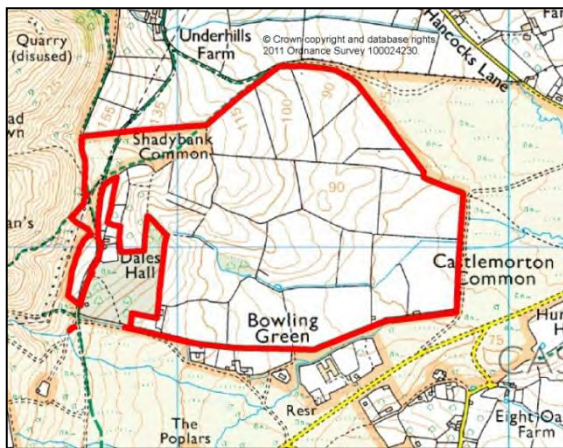 Quarry
(disused)
Underhills
Farm
© Crown copyright and database rights
2011 Ordnance Survey 100024230
Hancocks Lane
155
135
115
100
90
Shadybank
Common
90
Dales
Hall
Castlemorton
Common
Bowling
Green
75
Resr
The
Poplars
Eight Oa
Farm